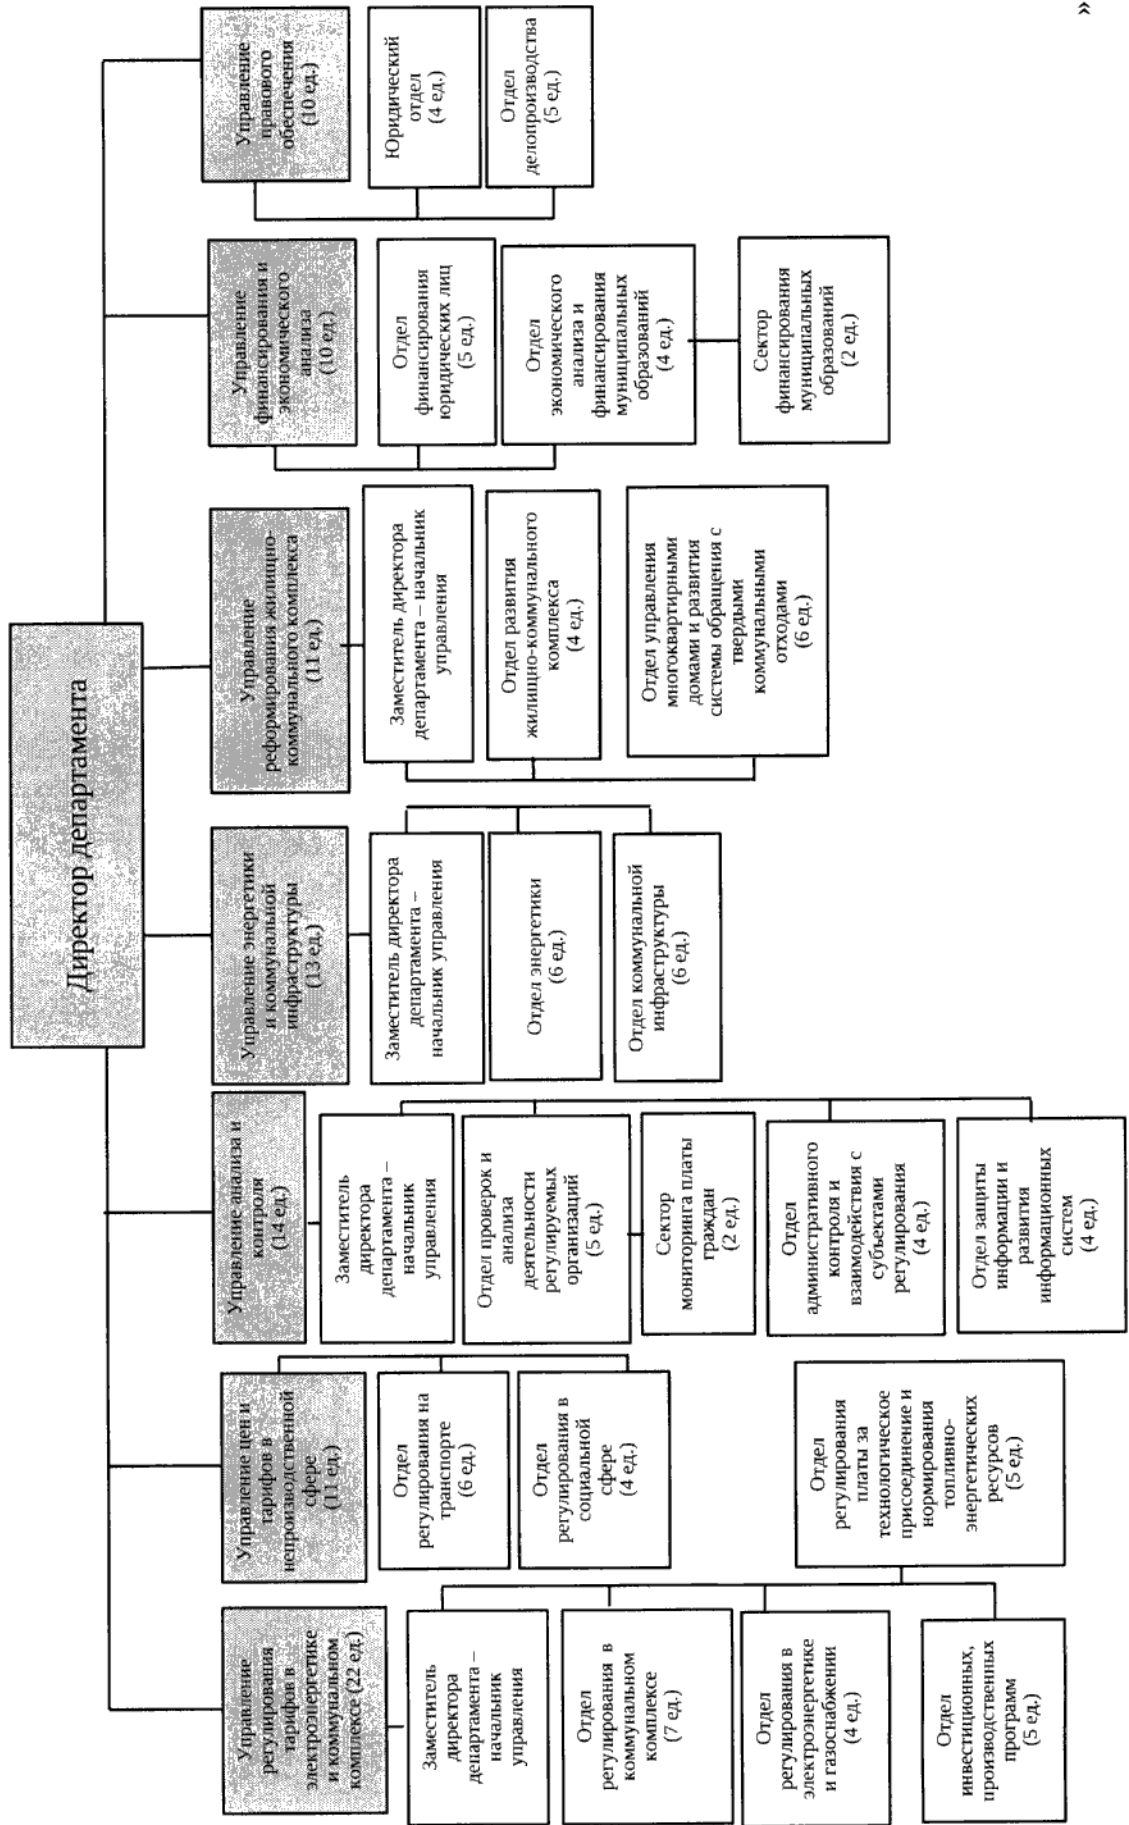 Директор департамента
Управление
регулирования
тарифов в
электроэнергетике
и коммунальном
комплексе (22 ед.)
Заместитель
директора
департамента –
начальник
управления
Отдел
регулирования в
коммунальном
комплексе
(7 ед.)
Отдел
регулирования в
электроэнергетике
и газоснабжении
(4 ед.)
Отдел
инвестиционных,
производственных
программ
(5 ед.)
Отдел
регулирования
платы за
технологическое
присоединение и
нормирования
топливно-
энергетических
ресурсов
(5 ед.)
Управление цен и
тарифов в
непроизводственной
сфере
(11 ед.)
Отдел
регулирования на
транспорте
(6 ед.)
Отдел
регулирования в
социальной
сфере
(4 ед.)
Управление анализа и
контроля
(14 ед.)
Заместитель
директора
департамента –
начальник
управления
Отдел проверок и
анализа
деятельности
регулируемых
организаций
(5 ед.)
Сектор
мониторинга платы
граждан
(2 ед.)
Отдел
административного
контроля и
взаимодействия с
субъектами
регулирования
(4 ед.)
Отдел защиты
информации и
развития
информационных
систем
(4 ед.)
Управление энергетики
и коммунальной
инфраструктуры
(13 ед.)
Заместитель директора
департамента –
начальник управления
Отдел энергетики
(6 ед.)
Отдел коммунальной
инфраструктуры
(6 ед.)
Управление
реформирования жилищно-
коммунального комплекса
(11 ед.)
Заместитель директора
департамента – начальник
управления
Отдел развития
жилищно-коммунального
комплекса
(4 ед.)
Отдел управления
многоквартирными
домами и развития
системы обращения с
твердыми
коммунальными
отходами
(6 ед.)
Управление
финансирования и
экономического
анализа
(10 ед.)
Отдел
финансирования
юридических лиц
(5 ед.)
Отдел
экономического
анализа и
финансирования
муниципальных
образований
(4 ед.)
Сектор
финансирования
муниципальных
образований
(2 ед.)
Управление
правового
обеспечения
(10 ед.)
Юридический
отдел
(4 ед.)
Отдел
делопроизводства
(5 ед.)
»